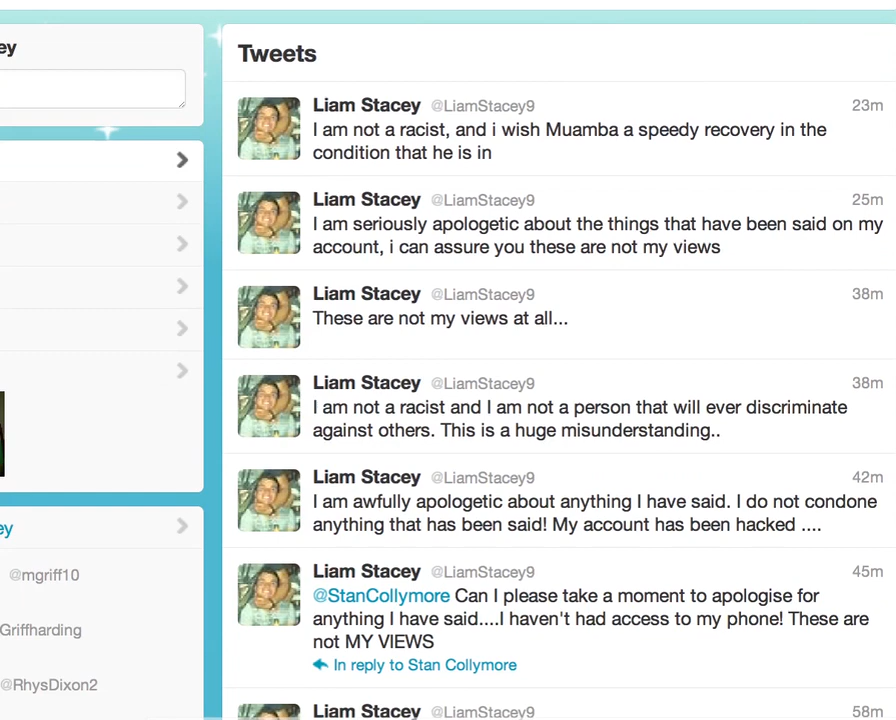 ey
Tweets
Liam Stacey @LiamStacey9 23m
I am not a racist, and i wish Muamba a speedy recovery in the
condition that he is in
Liam Stacey @LiamStacey9 25m
I am seriously apologetic about the things that have been said on my
account, i can assure you these are not my views
Liam Stacey @LiamStacey9 38m
These are not my views at all...
Liam Stacey @LiamStacey9 38m
I am not a racist and I am not a person that will ever discriminate
against others. This is a huge misunderstanding..
Liam Stacey @LiamStacey9 42m
I am awfully apologetic about anything I have said. I do not condone
anything that has been said! My account has been hacked ....
Liam Stacey @LiamStacey9 45m
@StanCollymore Can I please take a moment to apologise for
anything I have said....I haven't had access to my phone! These are
not MY VIEWS
In reply to Stan Collymore
Liam Stacey @LiamStacey9 58m
ey
@mgriff10
Griffharding
@RhysDixon2